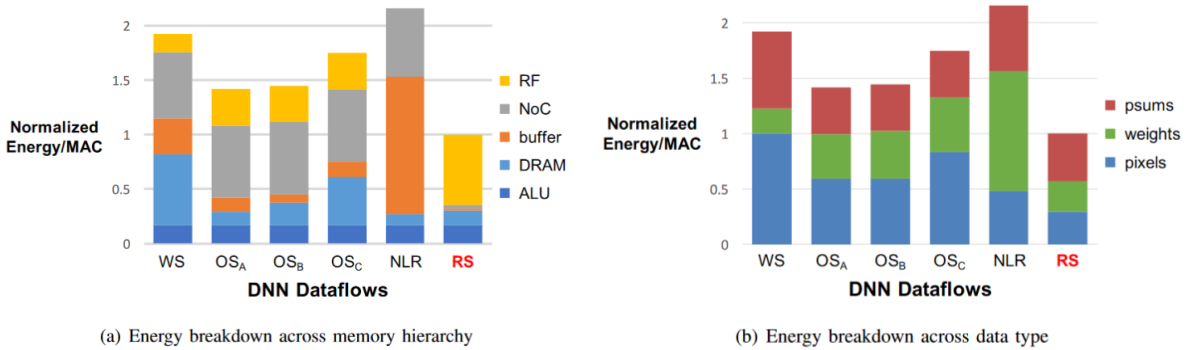 2
1.5
1
0.5
0
Normalized
Energy/MAC
WS OSA OSB OSC NLR RS
DNN Dataflows
RF
NoC
buffer
DRAM
ALU
(a) Energy breakdown across memory hierarchy
2
1.5
1
0.5
0
Normalized
Energy/MAC
WS OSA OSB OSC NLR RS
DNN Dataflows
psums
weights
pixels
(b) Energy breakdown across data type